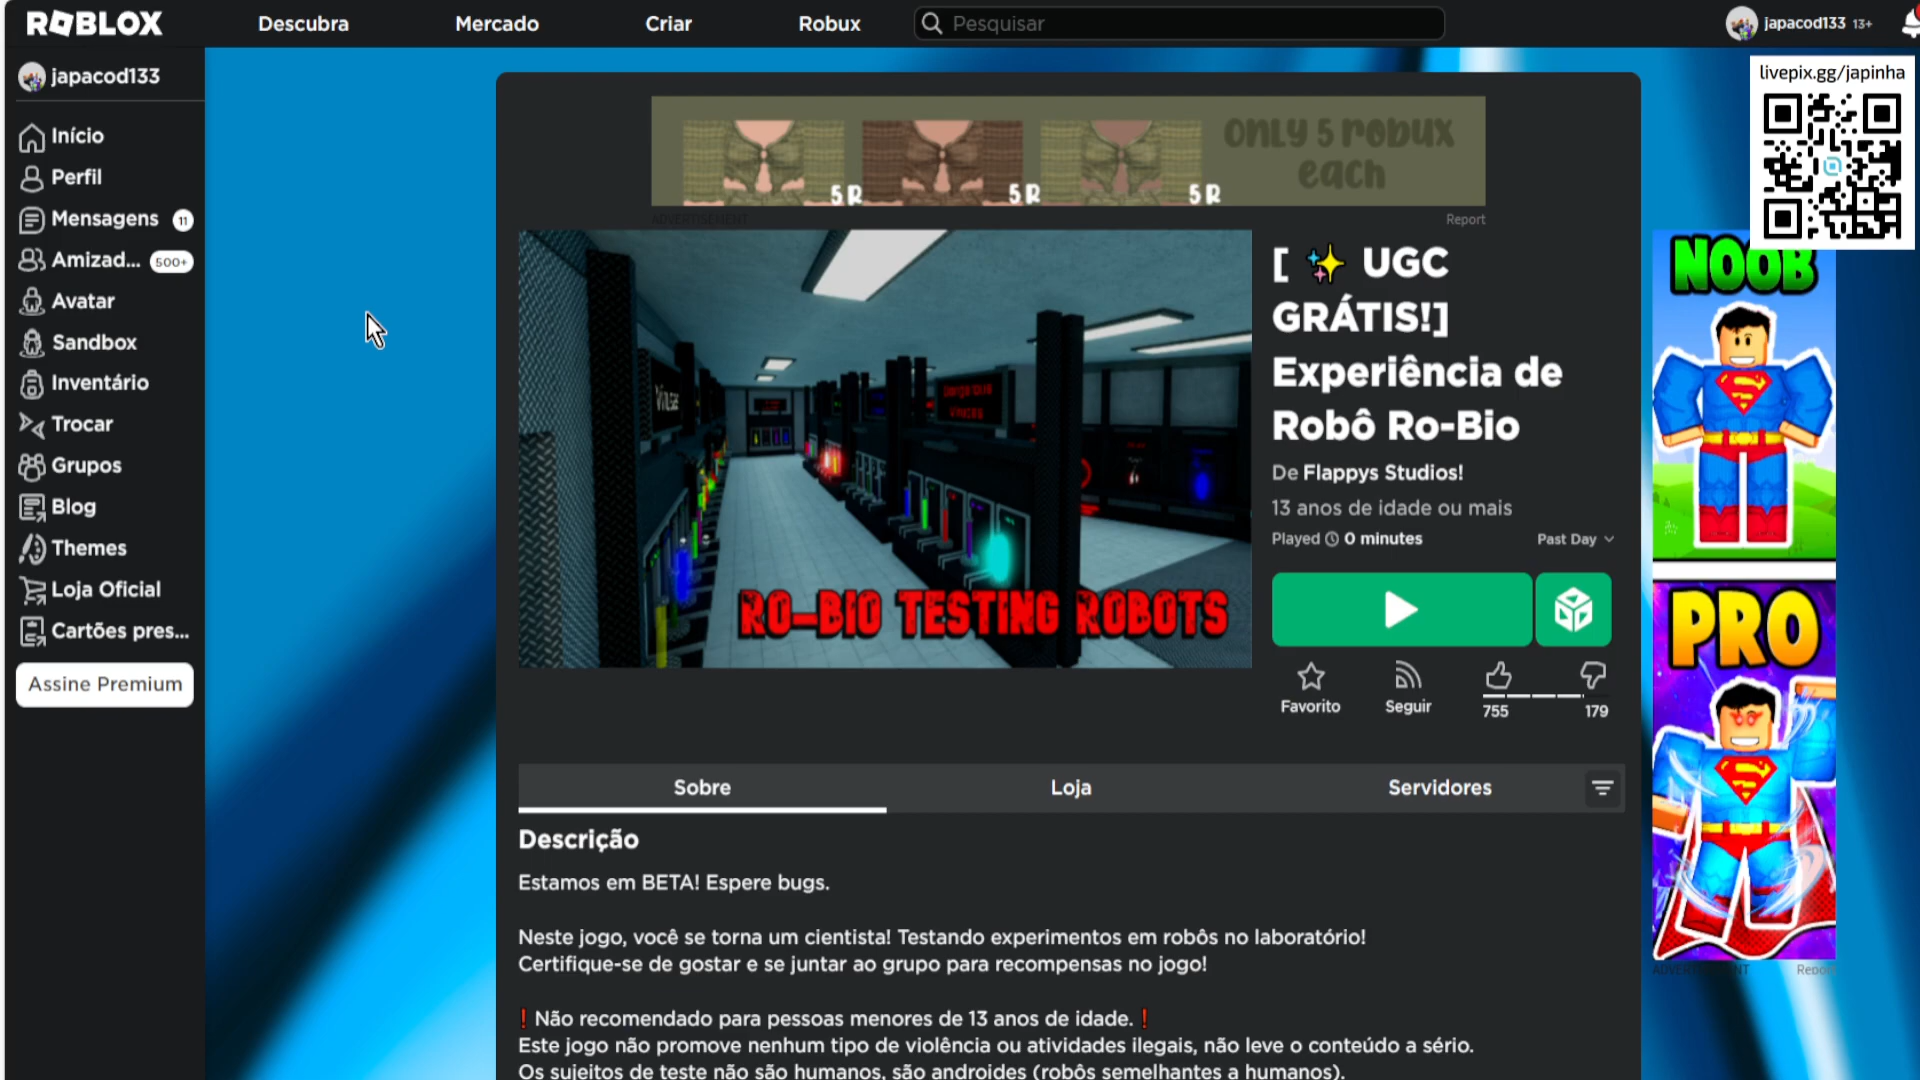 ROBLOX
Descubra
Mercado
Criar
Robux
Pesquisar
japacod133 13+
japacod133
Início
Perfil
Mensagens 11
Amizad... 500+
Avatar
Sandbox
Inventário
Trocar
Grupos
Blog
Themes
Loja Oficial
Cartões pres...
Assine Premium
livepix.gg/japinha
5 R
5 R
5 R
ONLY 5 robux
each
ADVERTISEMENT
Report
RO-BIO TESTING ROBOTS
[ ✨ UGC
GRÁTIS!]
Experiência de
Robô Ro-Bio
De Flappys Studios!
13 anos de idade ou mais
Played 0 minutes
Past Day
Favorito
Seguir
755
179
NOOB
PRO
ADVERTISEMENT
Report
Sobre
Loja
Servidores
Descrição
Estamos em BETA! Espere bugs.
Neste jogo, você se torna um cientista! Testando experimentos em robôs no laboratório!
Certifique-se de gostar e se juntar ao grupo para recompensas no jogo!
❗Não recomendado para pessoas menores de 13 anos de idade.❗
Este jogo não promove nenhum tipo de violência ou atividades ilegais, não leve o conteúdo a sério.
Os sujeitos de teste não são humanos, são androides (robôs semelhantes a humanos).